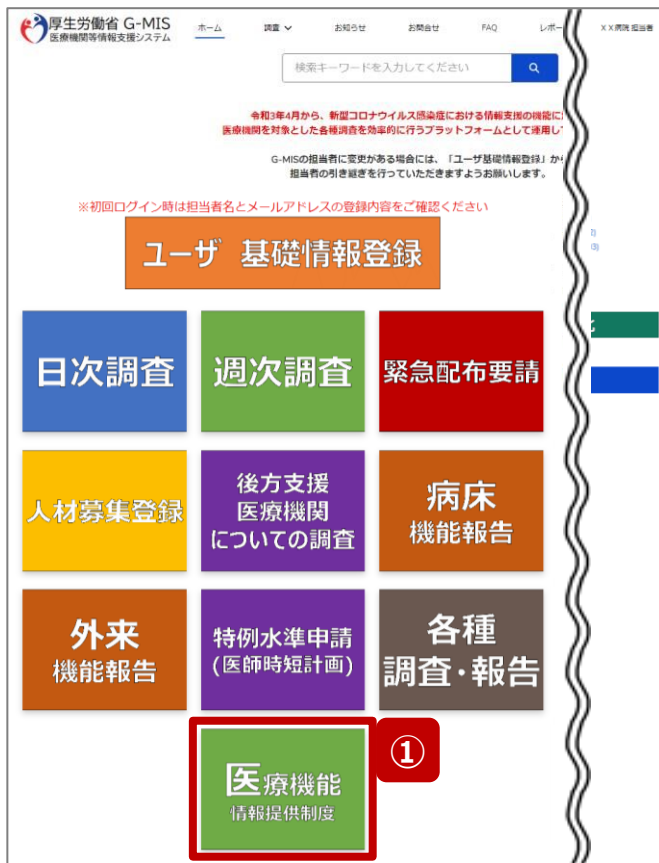 厚生労働省 G-MIS
医療機関等情報支援システム
ホーム
調査
お知らせ
お問合せ
FAQ
レポー
××病院 担当者
検索キーワードを入力してください
令和3年4月から、新型コロナウイルス感染症における情報支援の機能に
医療機関を対象とした各種調査を効率的に行うプラットフォームとして運用し
G-MISの担当者に変更がある場合には、「ユーザ基礎情報登録」か
担当者の引き継ぎを行っていただきますようお願いします。
※初回ログイン時は担当者名とメールアドレスの登録内容をご確認ください
ユーザ 基礎情報登録
日次調査
週次調査
緊急配布要請
人材募集登録
後方支援
医療機関
についての調査
病床
機能報告
外来
機能報告
特例水準申請
(医師時短計画)
各種
調査・報告
①
医療機能
情報提供制度